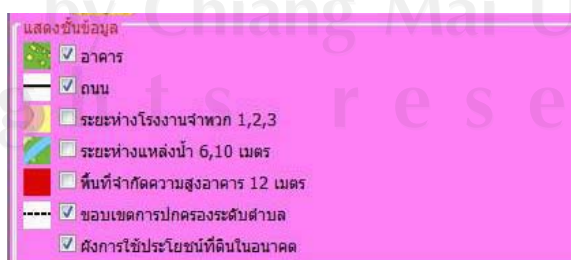 by Chiang Mai U
แสดงชั้นข้อมูล
อาคาร
ถนน
ระยะห่างโรงงานจำพวก 1,2,3
ghts rese
ระยะห่างแหล่งน้ำ 6,10 เมตร
พื้นที่จำกัดความสูงอาคาร 12 เมตร
ขอบเขตการปกครองระดับตำบล
ผังการใช้ประโยชน์ที่ดินในอนาคต